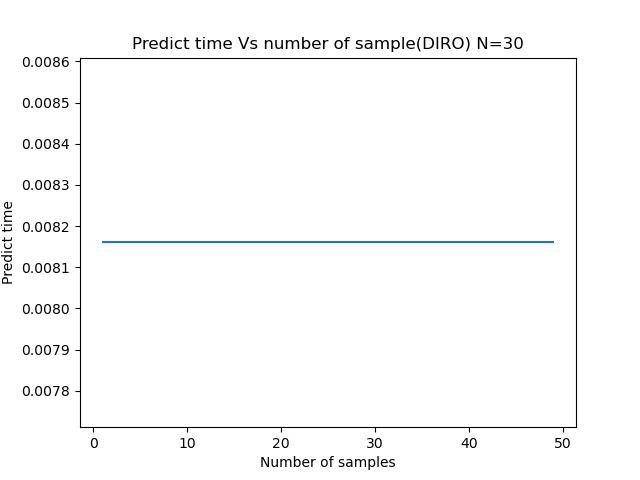 Predict time Vs number of sample(DIRO) N=30
0.0086
0.0085
0.0084
0.0083
0.0082
0.0081
0.0080
0.0079
0.0078
Predict time
0 10 20 30 40 50
Number of samples